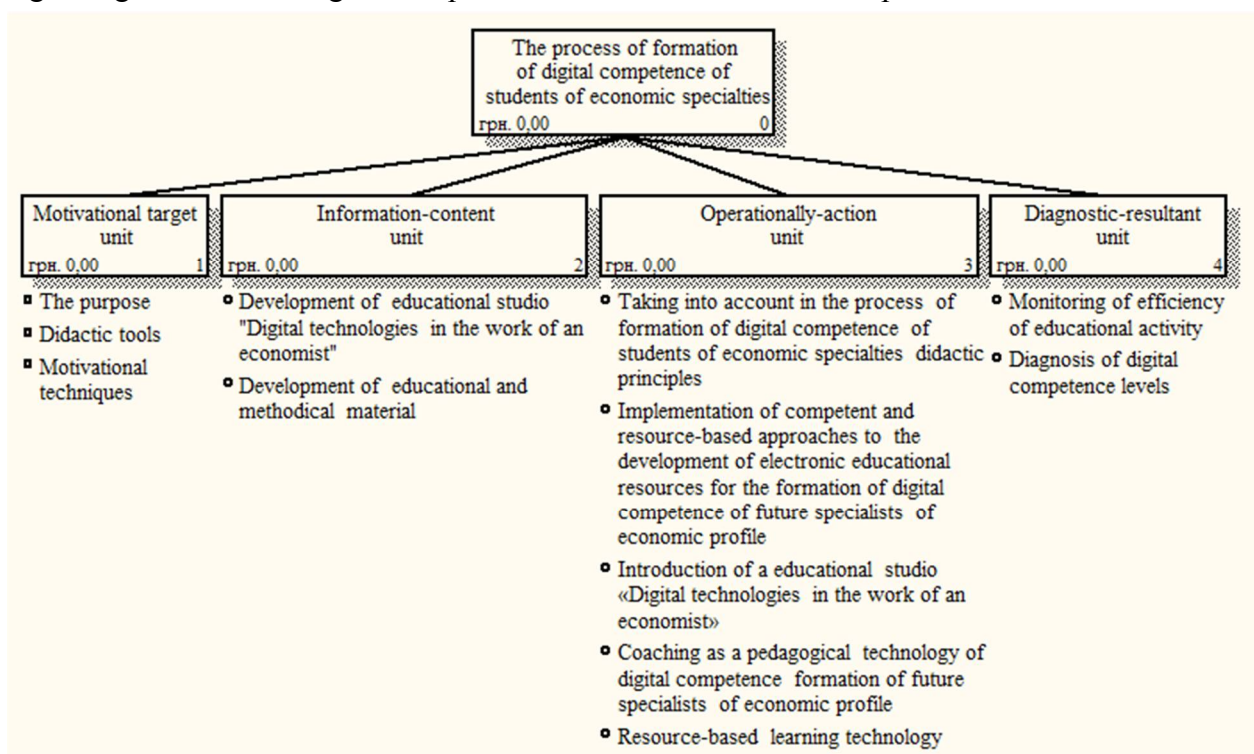 The process of formation
of digital competence of
students of economic specialties
грн. 0,00 0
Motivational target
unit
грн. 0,00 1
The purpose
Didactic tools
Motivational
techniques
Information-content
unit
грн. 0,00 2
Development of educational studio
"Digital technologies in the work of an
economist"
Development of educational and
methodical material
Operationally-action
unit
грн. 0,00 3
Taking into account in the process of
formation of digital competence of
students of economic specialties didactic
principles
Implementation of competent and
resource-based approaches to the
development of electronic educational
resources for the formation of digital
competence of future specialists of
economic profile
Introduction of a educational studio
«Digital technologies in the work of an
economist»
Coaching as a pedagogical technology of
digital competence formation of future
specialists of economic profile
Resource-based learning technology
Diagnostic-resultant
unit
грн. 0,00 4
Monitoring of efficiency
of educational activity
Diagnosis of digital
competence levels